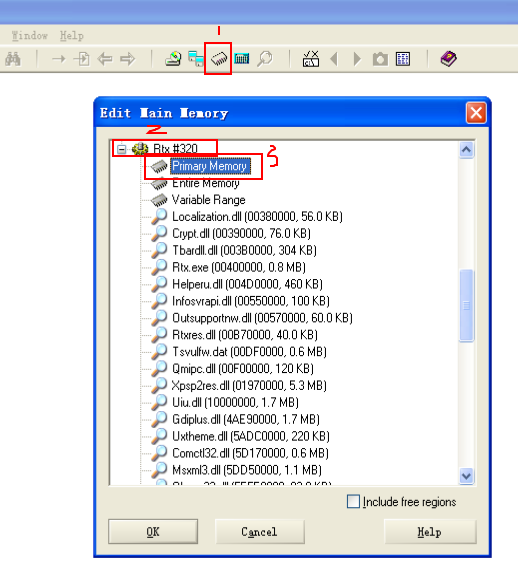 1
Window Help
Edit Main Memory
2
Rtx #320
3
Primary Memory
Entire Memory
Variable Range
Localization.dll (00380000, 56.0 KB)
Crypt.dll (00390000, 76.0 KB)
Tbardll.dll (003B0000, 304 KB)
Rtx.exe (00400000, 0.8 MB)
Helperu.dll (004D0000, 460 KB)
Infosvrapi.dll (00550000, 100 KB)
Outsupportnw.dll (00570000, 60.0 KB)
Rtxres.dll (00B70000, 40.0 KB)
Tsvulfw.dat (00DF0000, 0.6 MB)
Qmipc.dll (00F00000, 120 KB)
Xpsp2res.dll (01970000, 5.3 MB)
Uiu.dll (10000000, 1.7 MB)
Gdiplus.dll (4AE90000, 1.7 MB)
Uxtheme.dll (5ADC0000, 220 KB)
Comctl32.dll (5D170000, 0.6 MB)
Msxml3.dll (5DD50000, 1.1 MB)
Include free regions
OK Cancel Help